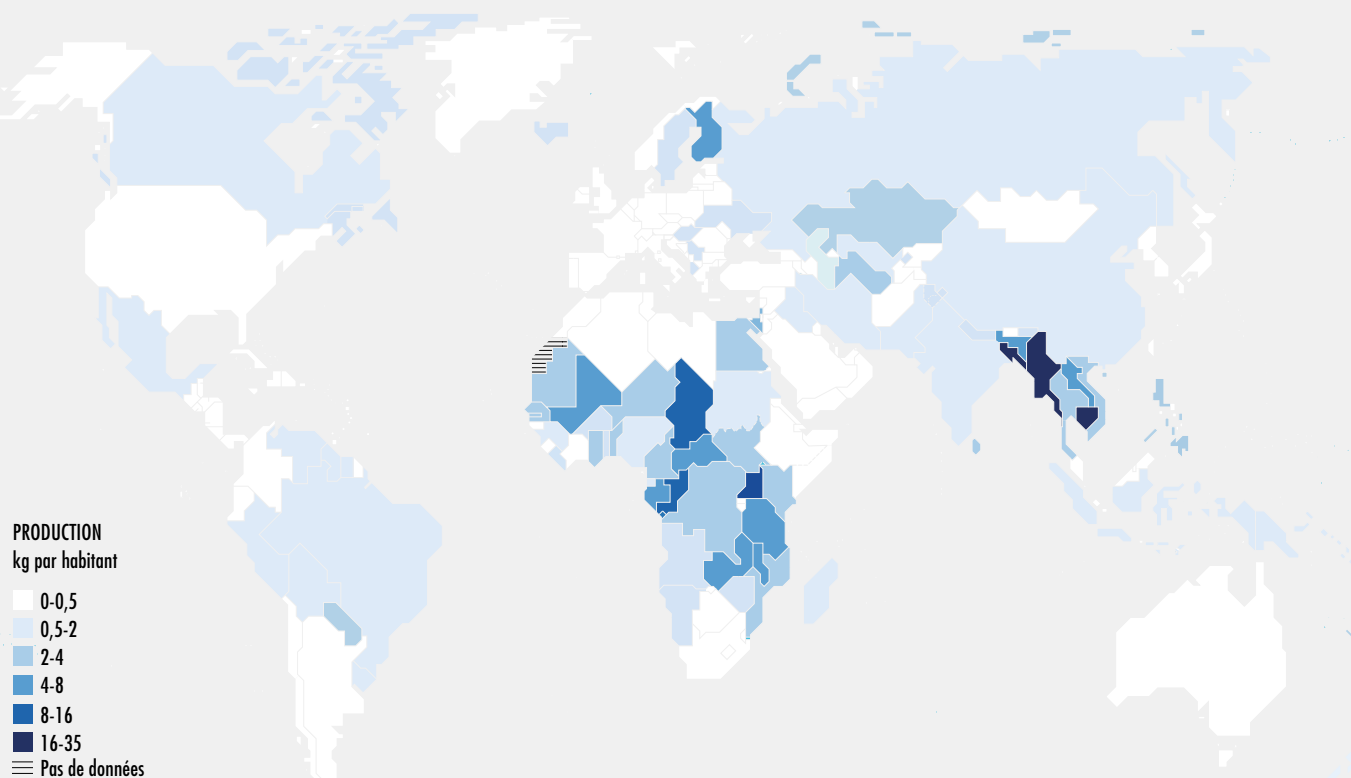 PRODUCTION
kg par habitant
0-0,5
0,5-2
2-4
4-8
8-16
16-35
Pas de données